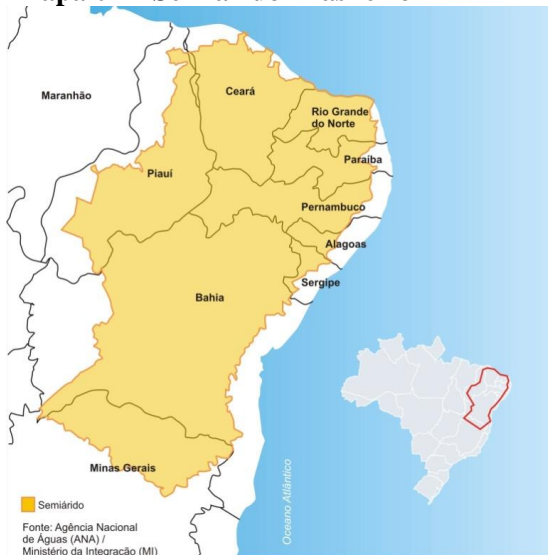 Maranhão
Ceará
Rio Grande
do Norte
Paraíba
Piauí
Pernambuco
Alagoas
Sergipe
Bahia
Minas Gerais
Oceano Atlântico
Semiárido
Fonte: Agência Nacional
de Águas (ANA) /
Ministério da Integração (MI)